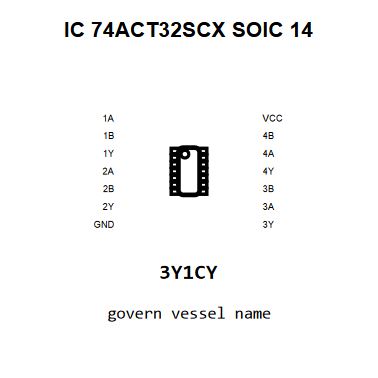 IC 74ACT32SCX SOIC 14
1A VCC
1B 4B
1Y 4A
2A 4Y
2B 3B
2Y 3A
GND 3Y
3Y1CY
govern vessel name